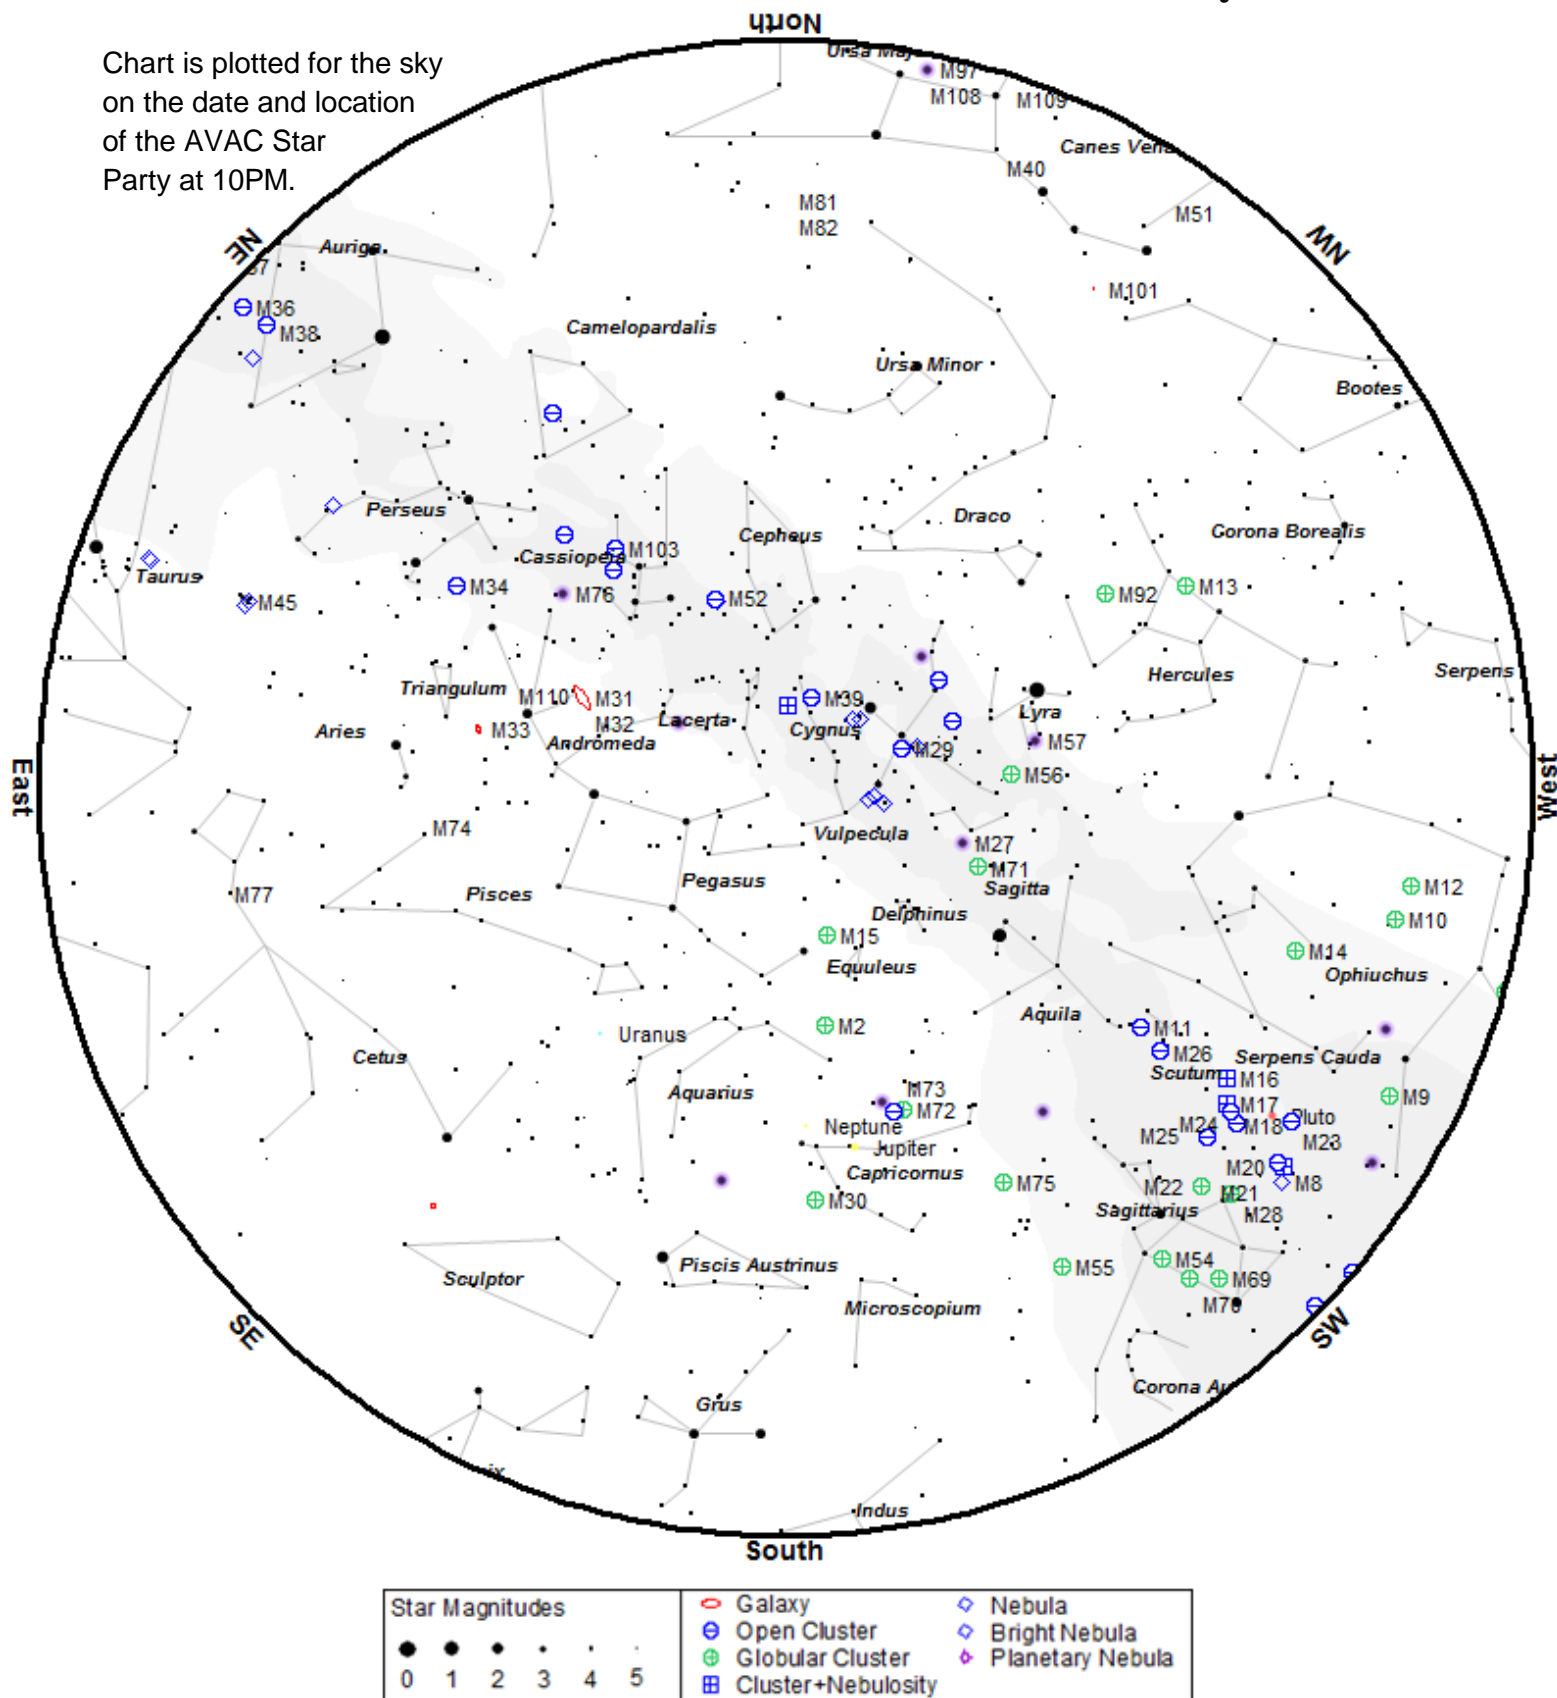 North
Chart is plotted for the sky
on the date and location
of the AVAC Star
Party at 10PM.
Ursa Maj
M97
M108
M109
Canes Vena
M40
M81
M82
M51
NE
NW
Auriga
37
M36
M38
M101
Camelopardalis
Ursa Minor
Bootes
Perseus
Draco
Corona Borealis
Cepheus
M103
Cassiopeia
Taurus
M34
M76
M52
M92
M13
M45
Hercules
Serpens
Triangulum
M110
M31
M39
Lyra
M33
M32
Lacerta
Cygnus
Aries
Andromeda
M29
M57
M56
East
West
M74
Vulpecula
M27
M71
Pegasus
Sagitta
Pisces
M77
M12
Delphinus
M10
M15
M14
Equuleus
Ophiuchus
Aquila
M2
Uranus
M11
Cetus
M26
Serpens Cauda
Scutum
M16
Aquarius
M73
M72
M17
M9
Neptune
M24
M18
Pluto
M25
M23
Jupiter
Capricornus
M20
M75
M22
M21
M8
M30
Sagittarius
M28
Piscis Austrinus
M55
M54
M69
Sculptor
M70
Microscopium
SE
SW
Corona Au
Grus
ix
Indus
South
Star Magnitudes
0 1 2 3 4 5
Galaxy
Open Cluster
Globular Cluster
Cluster+Nebulosity
Nebula
Bright Nebula
Planetary Nebula